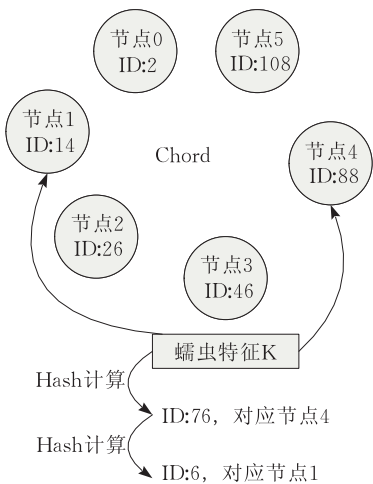 节点0
ID:2
节点5
ID:108
节点1
ID:14
Chord
节点4
ID:88
节点2
ID:26
节点3
ID:46
蠕虫特征K
Hash计算
ID:76，对应节点4
Hash计算
ID:6，对应节点1